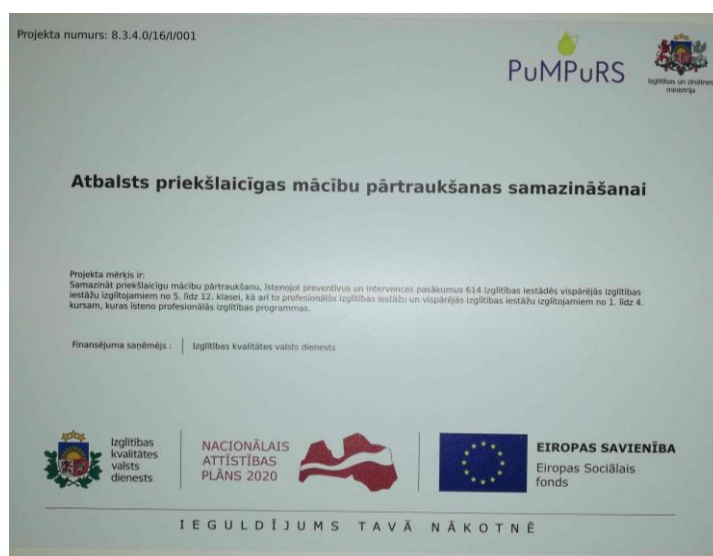 Projekta numurs: 8.3.4.0/16/I/001
PuMPuRS
Izglītības un zinātnes
ministrija
Atbalsts priekšlaicīgas mācību pārtraukšanas samazināšanai
Projekta mērķis ir:
Samazināt priekšlaicīgu mācību pārtraukšanu, īstenojot preventīvus un intervences pasākumus 614 izglītības iestādēs vispārējās izglītības
iestāžu izglītojamiem no 5. līdz 12. klasei, kā arī to profesionālās izglītības iestāžu un vispārējās izglītības iestāžu izglītojamiem no 1. līdz 4.
kursam, kuras īsteno profesionālās izglītības programmas.
Finansējuma saņēmējs : Izglītības kvalitātes valsts dienests
Izglītības
kvalitātes
valsts
dienests
NACIONĀLAIS
ATTĪSTĪBAS
PLĀNS 2020
EIROPAS SAVIENĪBA
Eiropas Sociālais
fonds
IEGULDĪJUMS TAVĀ NĀKOTNĒ